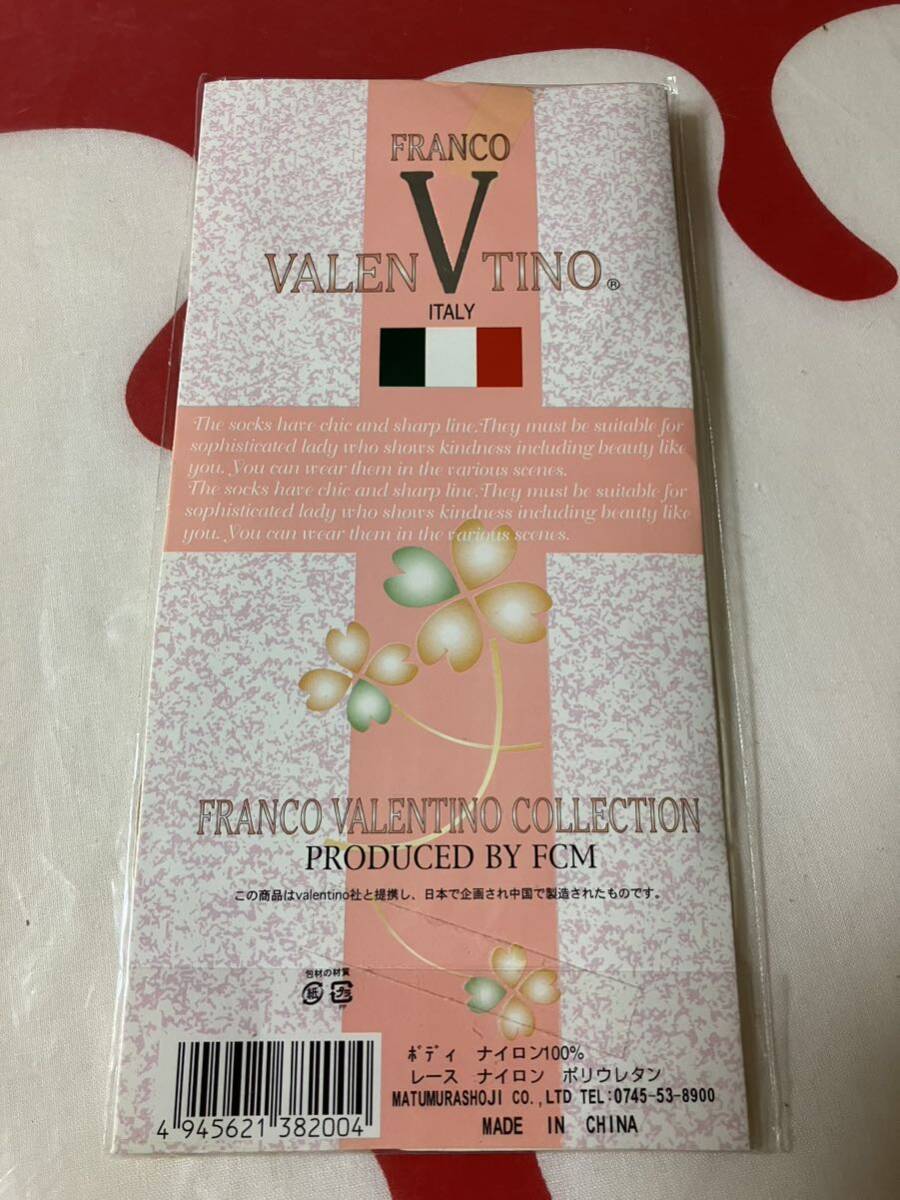 FRANCO
V
VALEN TINO®
ITALY
The socks have chic and sharp line.They must be suitable for
sophisticated lady who shows kindness including beauty like
you. You can wear them in the various scenes.
The socks have chic and sharp line.They must be suitable for
sophisticated lady who shows kindness including beauty like
you. You can wear them in the various scenes.
FRANCO VALENTINO COLLECTION
PRODUCED BY FCM
この商品はvalentino社と提携し、日本で企画され中国で製造されたものです。
包材の材質
紙 プラ
PP
ボディ ナイロン100%
レース ナイロン ポリウレタン
MATUMURASHOJI CO.,LTD TEL:0745-53-8900
MADE IN CHINA
4 945621 382004